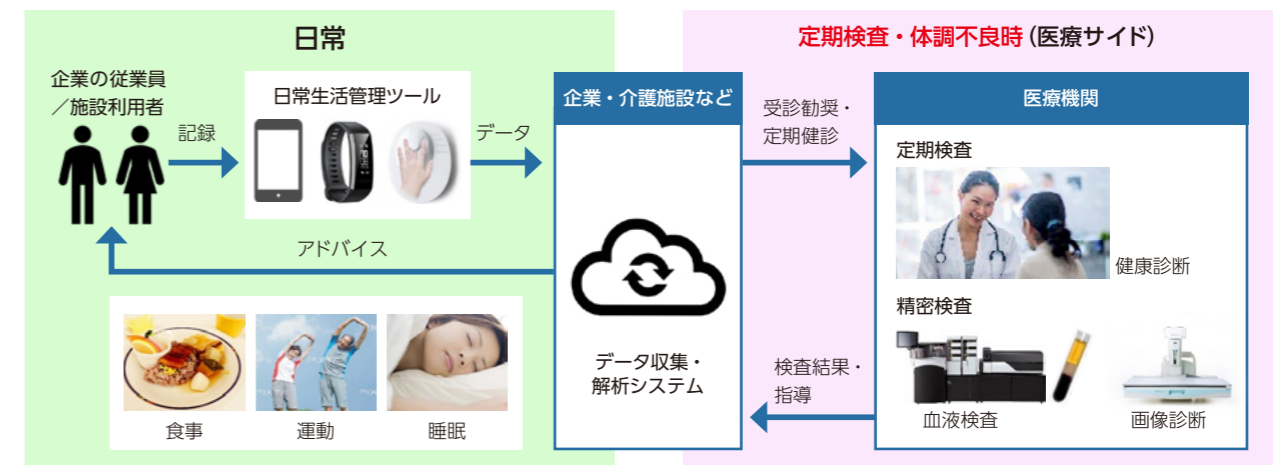 日常
定期検査・体調不良時(医療サイド)
企業の従業員
／施設利用者
記録
日常生活管理ツール
データ
企業・介護施設など
受診勧奨・
定期健診
医療機関
定期検査
健康診断
アドバイス
精密検査
データ収集・
解析システム
検査結果・
指導
血液検査
画像診断
食事
運動
睡眠